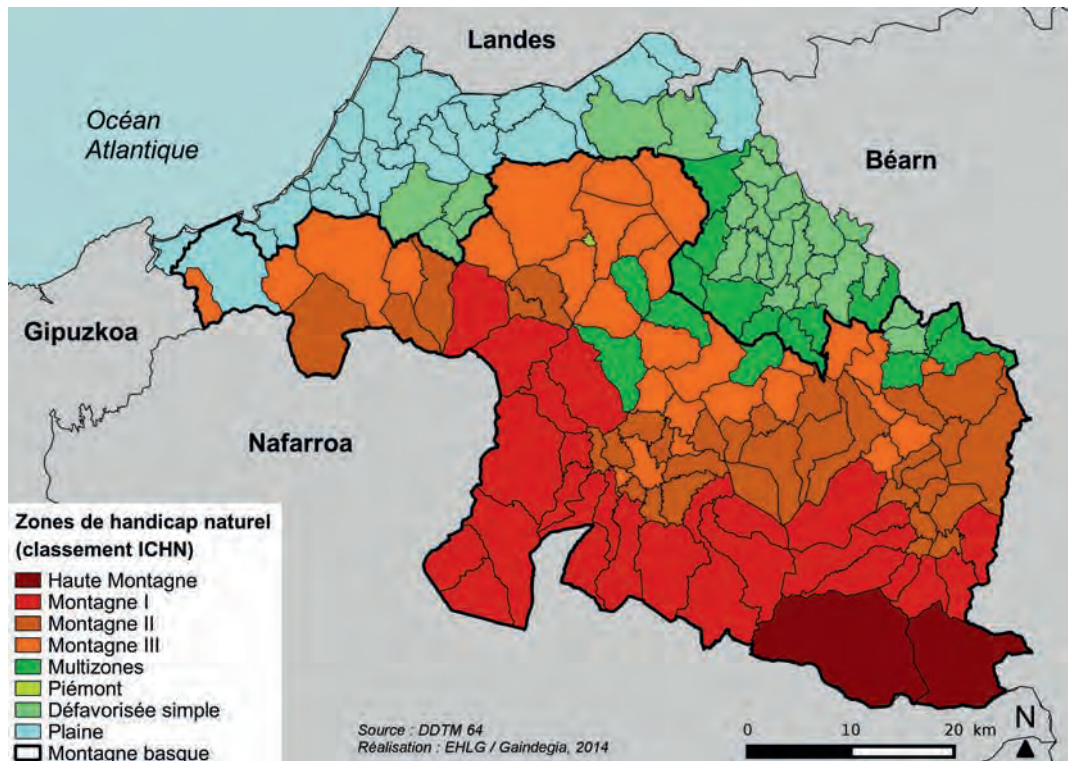 Landes
Océan
Atlantique
Béarn
Gipuzkoa
Nafarroa
Zones de handicap naturel
(classement ICHN)
Haute Montagne
Montagne I
Montagne II
Montagne III
Multizones
Piémont
Défavorisée simple
Plaine
Montagne basque
Source : DDTM 64
Réalisation : EHLG / Gaindegia, 2014
0 10 20 km
N